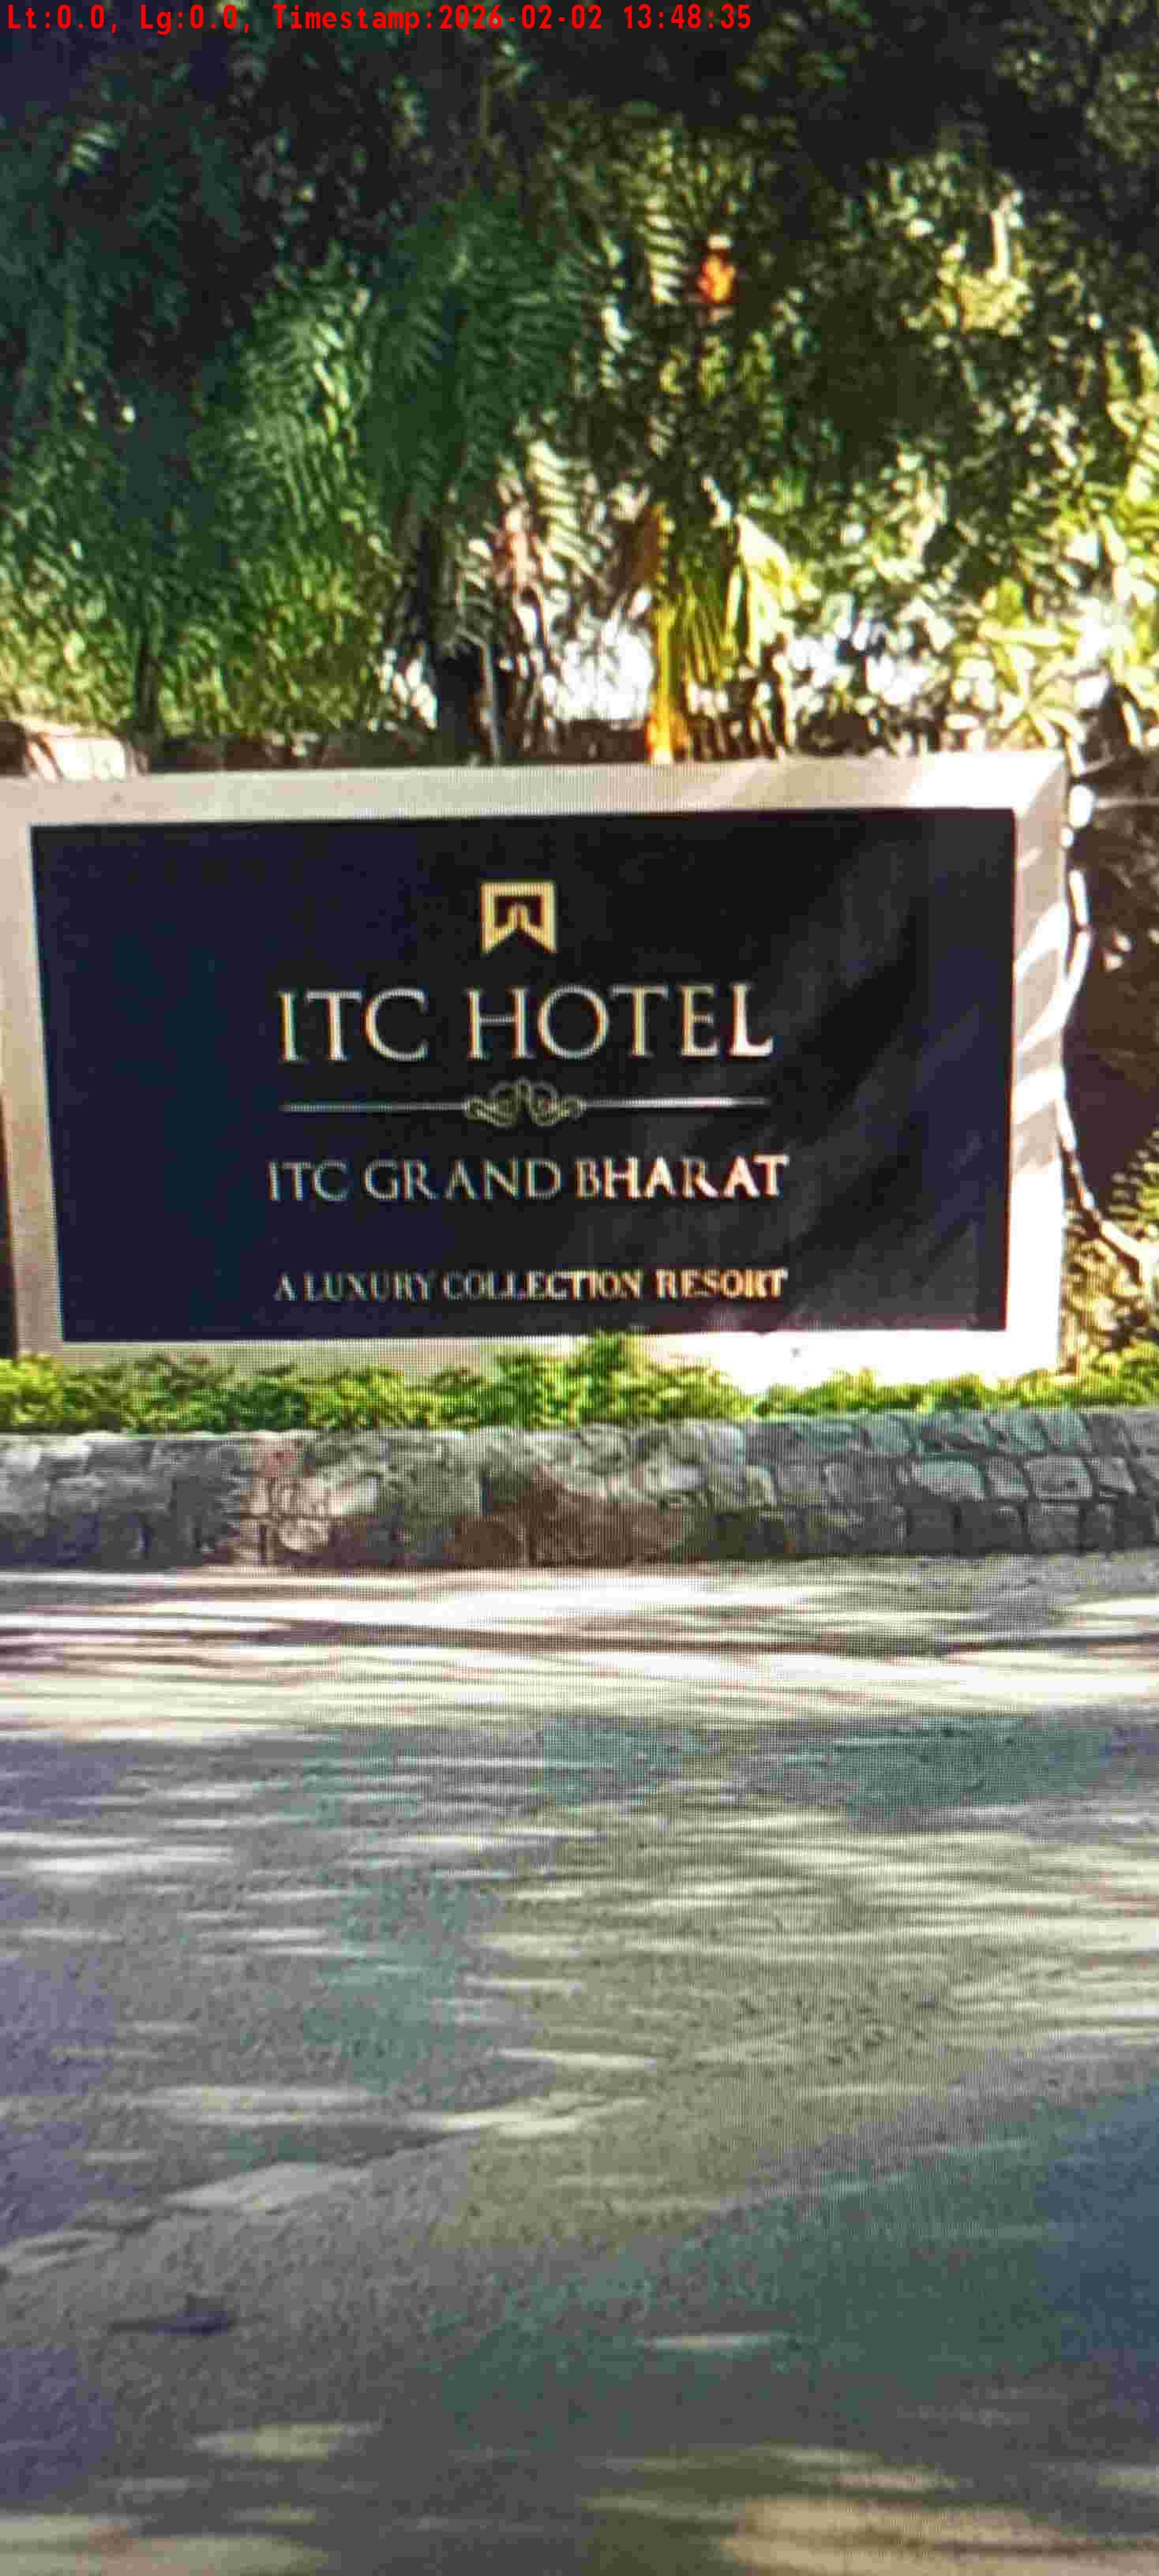 Lt:0.0, Lg:0.0, Timestamp:2026-02-02 13:48:35
ITC HOTEL
ITC GRAND BHARAT
A LUXURY COLLECTION RESORT